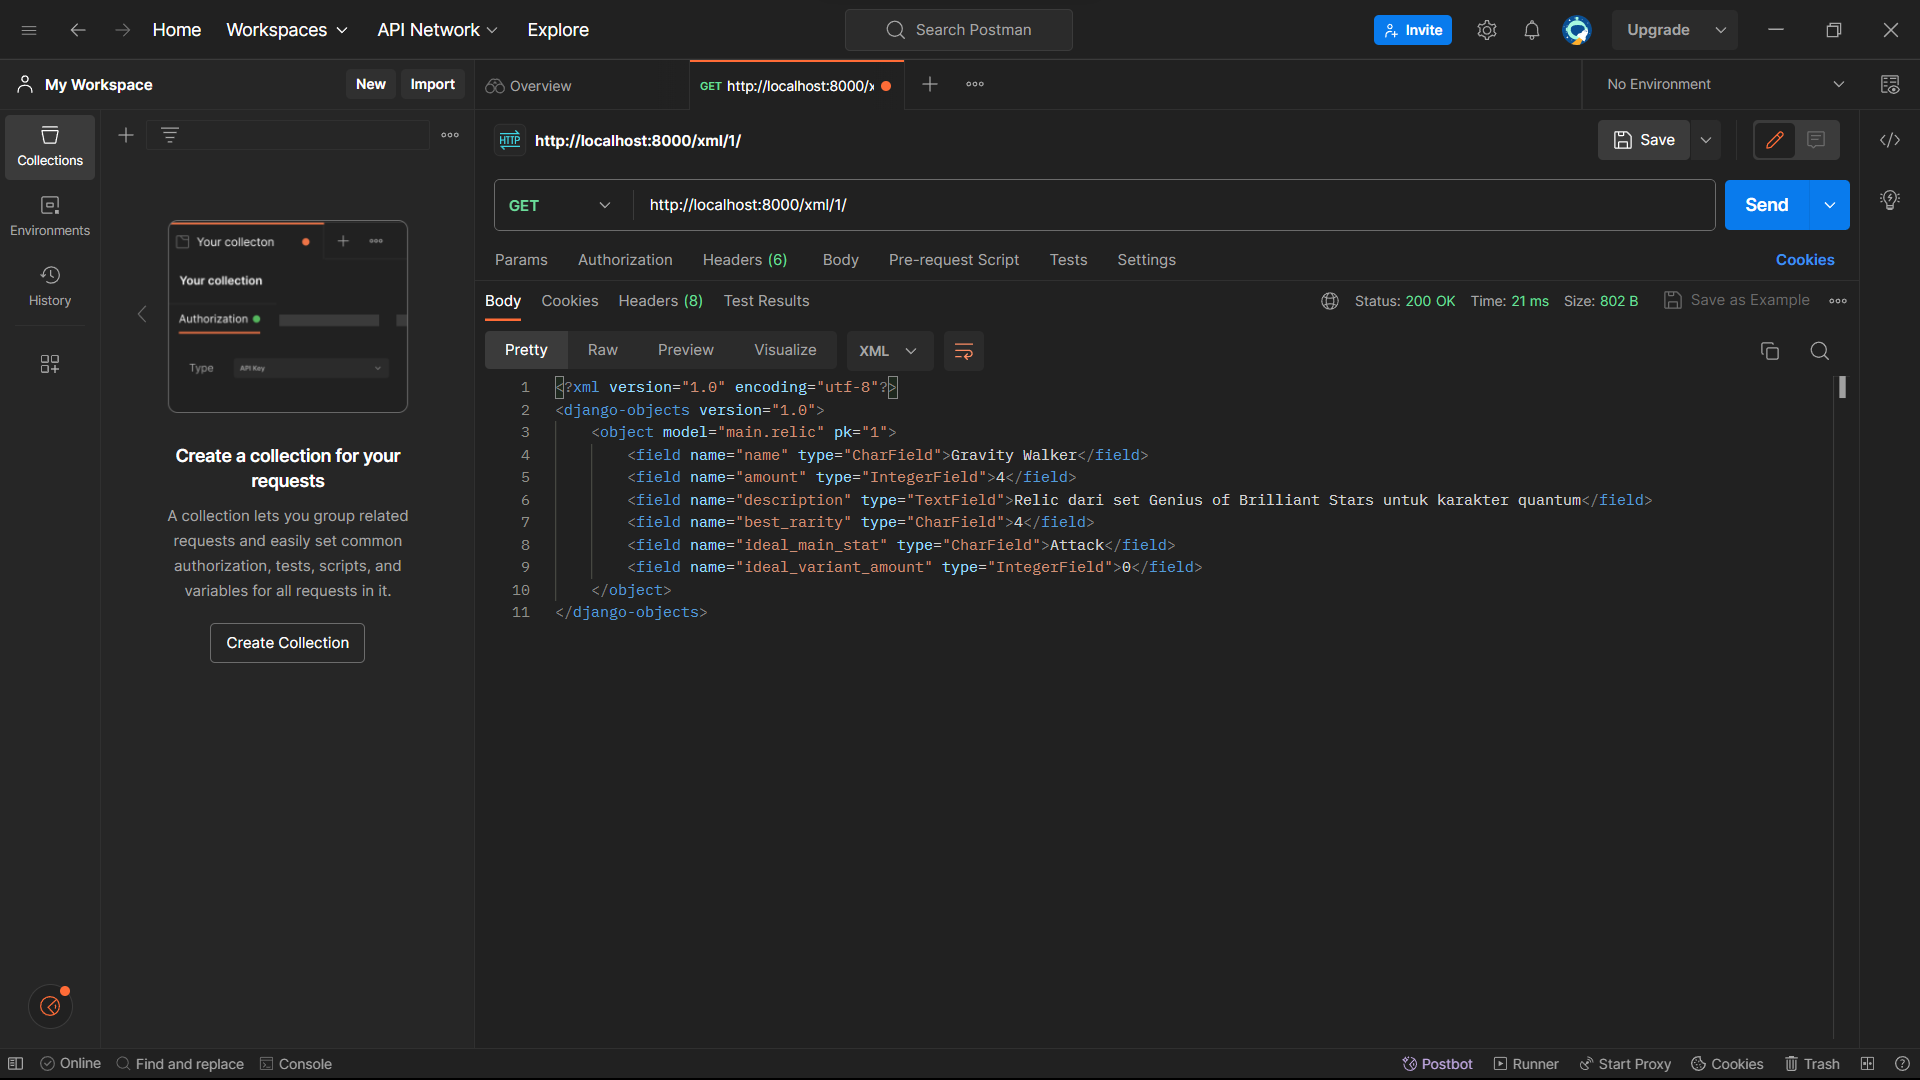 Home Workspaces API Network Explore
Search Postman
Invite
Upgrade
My Workspace New Import
Overview
GET http://localhost:8000/x
No Environment
Collections
Environments
History
Your collecton
Your collection
Authorization
Type API Key
Create a collection for your
requests
A collection lets you group related
requests and easily set common
authorization, tests, scripts, and
variables for all requests in it.
Create Collection
HTTP http://localhost:8000/xml/1/
Save
GET http://localhost:8000/xml/1/
Send
Params Authorization Headers (6) Body Pre-request Script Tests Settings
Cookies
Body Cookies Headers (8) Test Results
Status: 200 OK Time: 21 ms Size: 802 B Save as Example
Pretty Raw Preview Visualize XML
1 <?xml version="1.0" encoding="utf-8"?>
2 <django-objects version="1.0">
3 <object model="main.relic" pk="1">
4 <field name="name" type="CharField">Gravity Walker</field>
5 <field name="amount" type="IntegerField">4</field>
6 <field name="description" type="TextField">Relic dari set Genius of Brilliant Stars untuk karakter quantum</field>
7 <field name="best_rarity" type="CharField">4</field>
8 <field name="ideal_main_stat" type="CharField">Attack</field>
9 <field name="ideal_variant_amount" type="IntegerField">0</field>
10 </object>
11 </django-objects>
Online Find and replace Console
Postbot Runner Start Proxy Cookies Trash